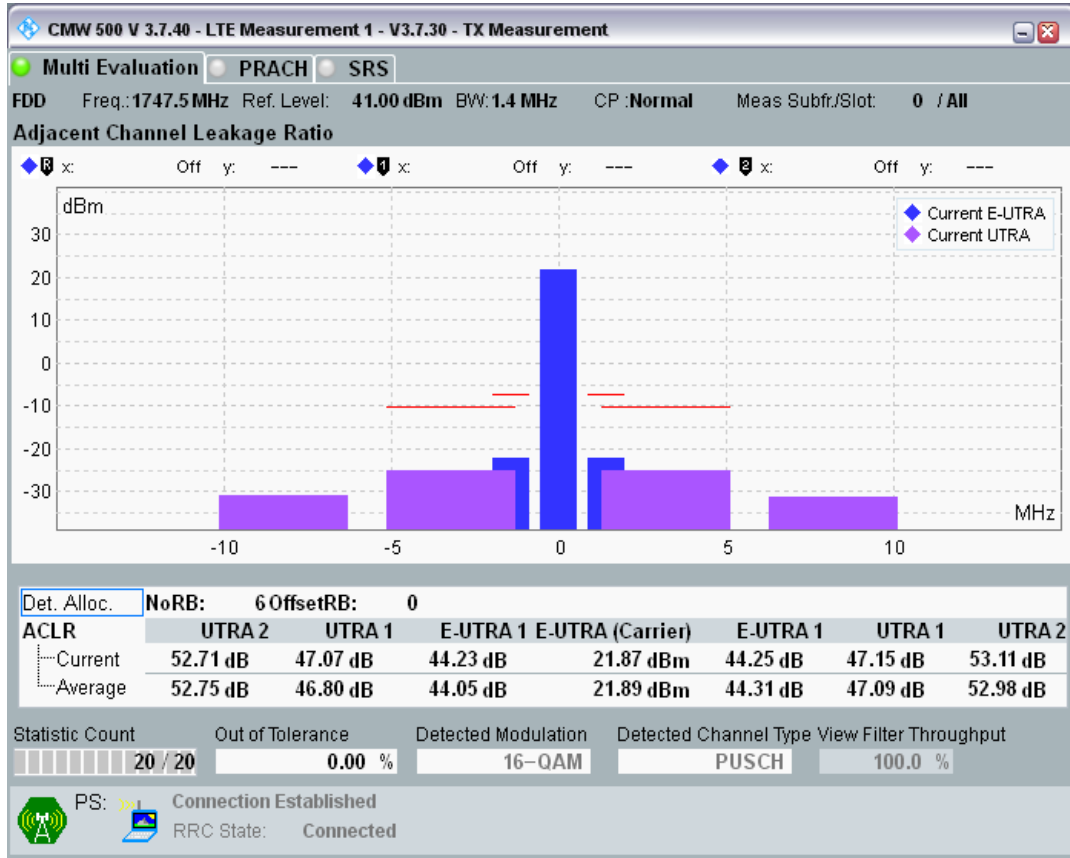 CMW 500 V 3.7.40 - LTE Measurement 1 - V3.7.30 - TX Measurement
Multi Evaluation PRACH SRS
FDD Freq.: 1747.5 MHz Ref. Level: 41.00 dBm BW: 1.4 MHz CP :Normal Meas Subfr./Slot: 0 / All
Adjacent Channel Leakage Ratio
R x: Off y: --- 1 x: Off y: --- 2 x: Off y: ---
dBm
Current E-UTRA
Current UTRA
30
20
10
0
-10
-20
-30
MHz
-10 -5 0 5 10
Det. Alloc. NoRB: 6 OffsetRB: 0
ACLR UTRA 2 UTRA 1 E-UTRA 1 E-UTRA (Carrier) E-UTRA 1 UTRA 1 UTRA 2
Current 52.71 dB 47.07 dB 44.23 dB 21.87 dBm 44.25 dB 47.15 dB 53.11 dB
Average 52.75 dB 46.80 dB 44.05 dB 21.89 dBm 44.31 dB 47.09 dB 52.98 dB
Statistic Count Out of Tolerance Detected Modulation Detected Channel Type View Filter Throughput
20 / 20 0.00 % 16-QAM PUSCH 100.0 %
PS: Connection Established
RRC State: Connected